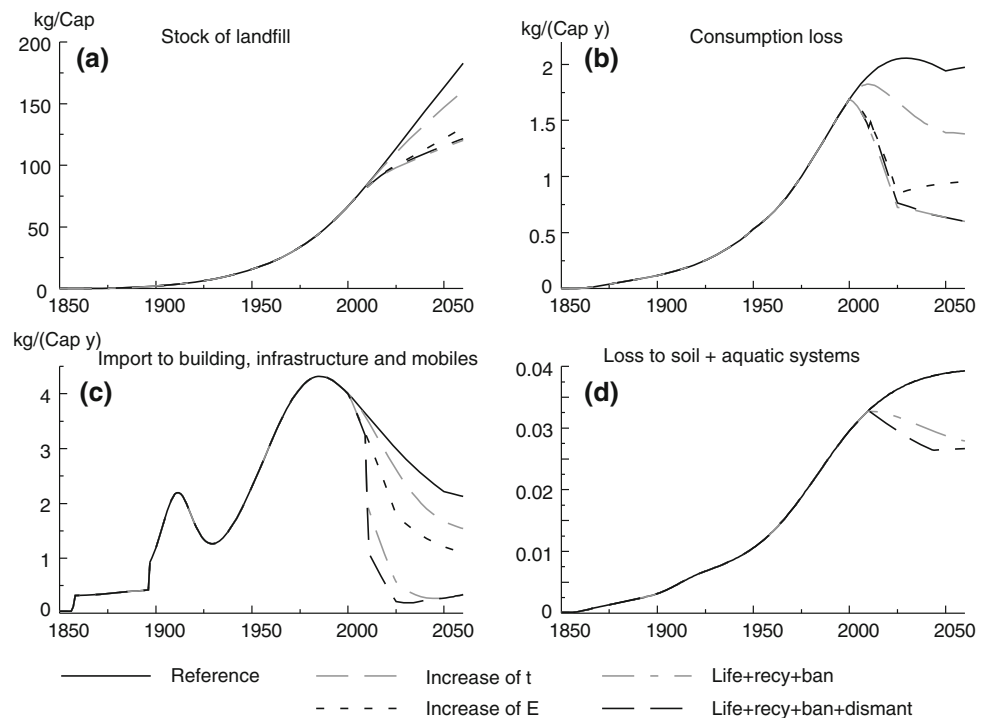 kg/Cap
Stock of landfill
(a)
200
150
100
50
0
1850 1900 1950 2000 2050
kg/(Cap y)
Consumption loss
(b)
2
1.5
1
0.5
0
1850 1900 1950 2000 2050
kg/(Cap y)
Import to building, infrastructure and mobiles
(c)
4
3
2
1
0
1850 1900 1950 2000 2050
Loss to soil + aquatic systems
(d)
0.04
0.03
0.02
0.01
0
1850 1900 1950 2000 2050
Reference
Increase of t
Life+recy+ban
Increase of E
Life+recy+ban+dismant